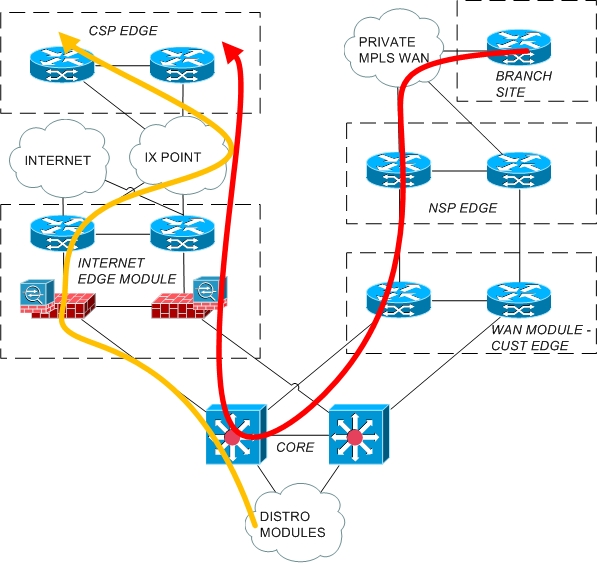 CSP EDGE
PRIVATE
MPLS WAN
BRANCH
SITE
INTERNET
IX POINT
NSP EDGE
INTERNET
EDGE MODULE
WAN MODULE -
CUST EDGE
CORE
DISTRO
MODULES